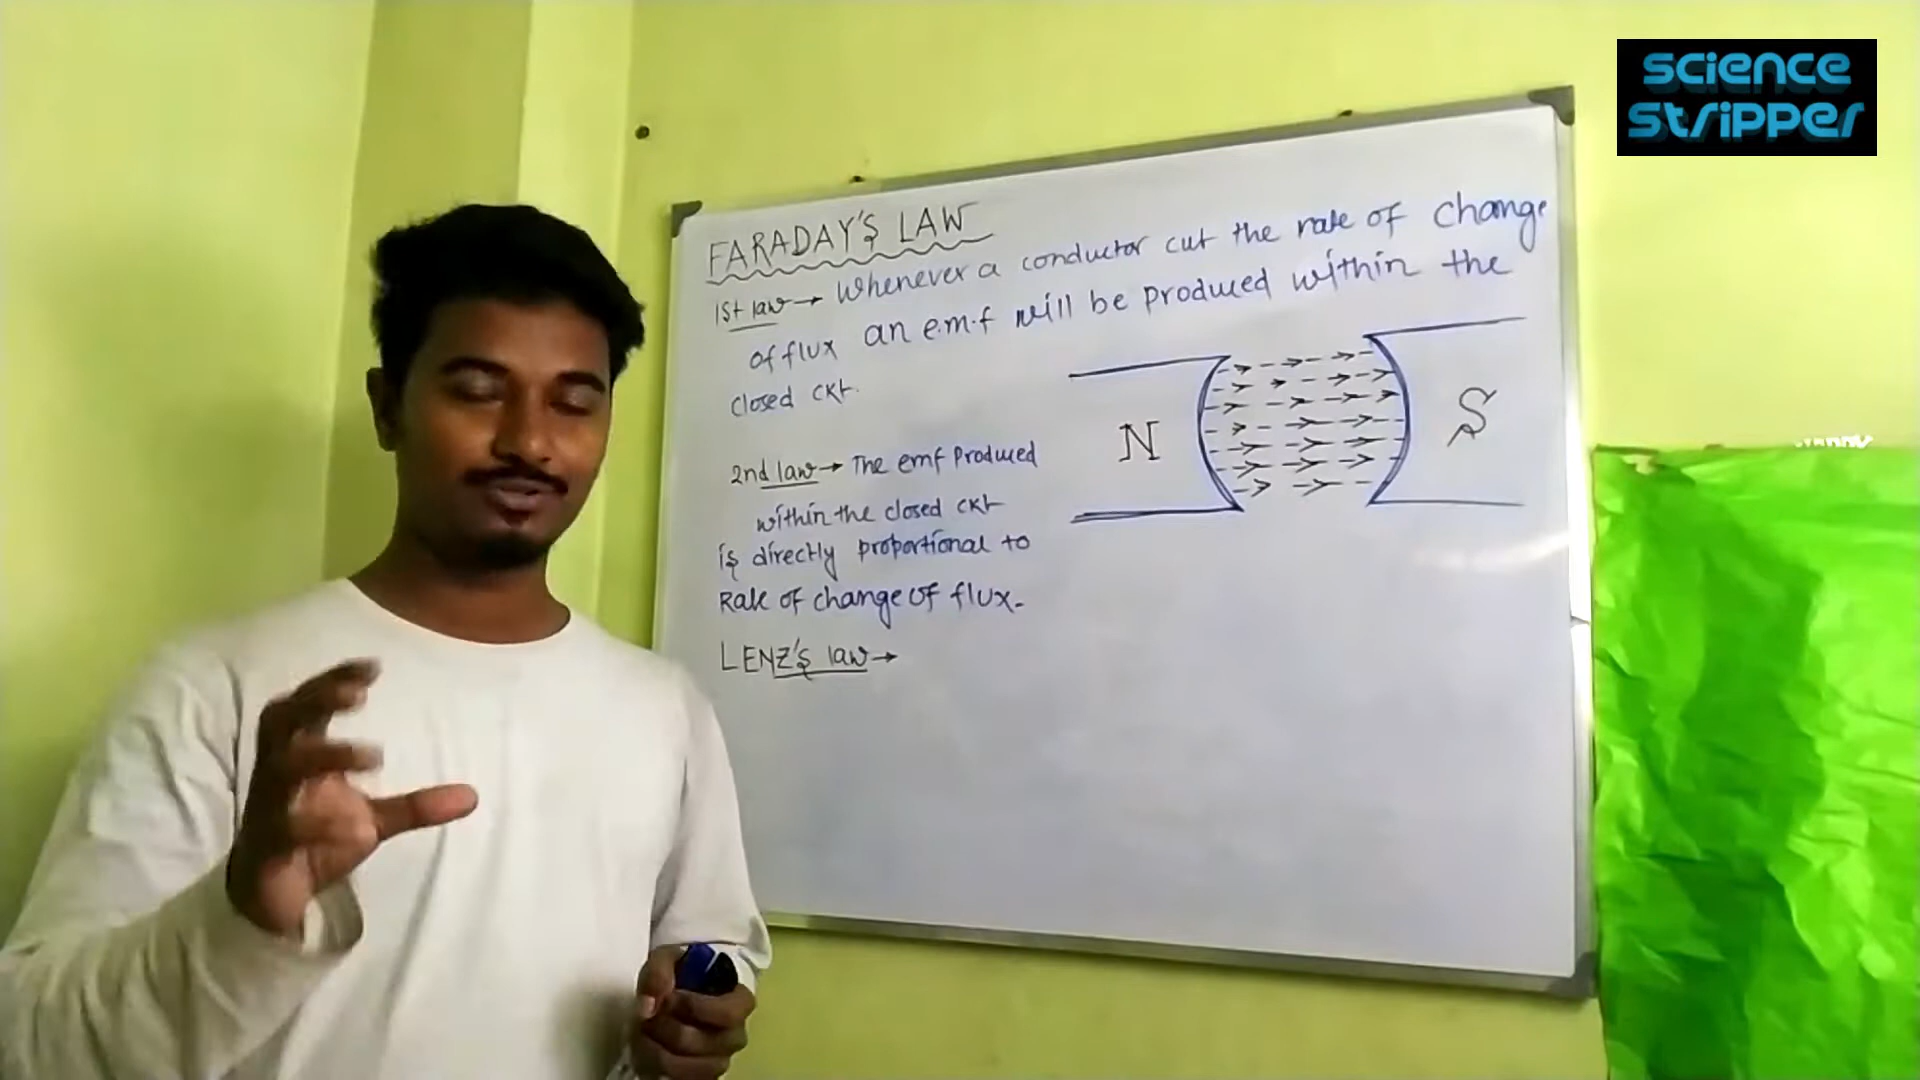 science
stripper
FARADAY'S LAW
1st law → Whenever a conductor cut the rate of change
of flux an e.m.f will be produced within the
closed ckt.
2nd law → The emf Produced
within the closed ckt
is directly proportional to
Rate of change of flux.
LENZ'S law →
N
S